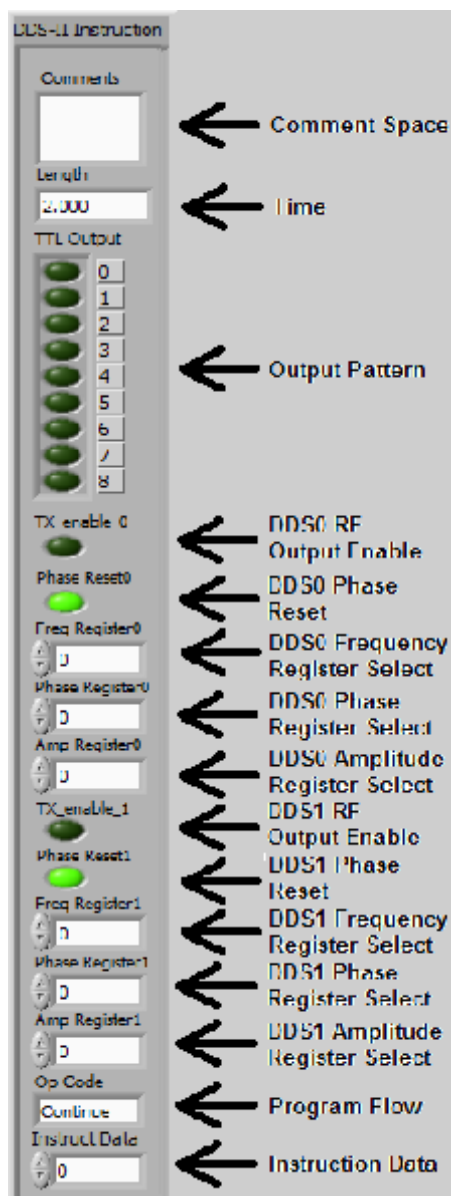 DDS-II Instruction
Comments
Comment Space
Length
2.000
Time
TTL Output
0
1
2
3
4
5
6
7
8
Output Pattern
TX_enable_0
DDS0 RF
Output Enable
Phase Reset0
DDS0 Phase
Reset
Freq Register0
0
DDS0 Frequency
Register Select
Phase Register0
0
DDS0 Phase
Register Select
Amp Register0
0
DDS0 Amplitude
Register Select
TX_enable_1
DDS1 RF
Output Enable
Phase Reset1
DDS1 Phase
Reset
Freq Register1
0
DDS1 Frequency
Register Select
Phase Register1
0
DDS1 Phase
Register Select
Amp Register1
0
DDS1 Amplitude
Register Select
Op Code
Continue
Program Flow
Instruct Data
0
Instruction Data